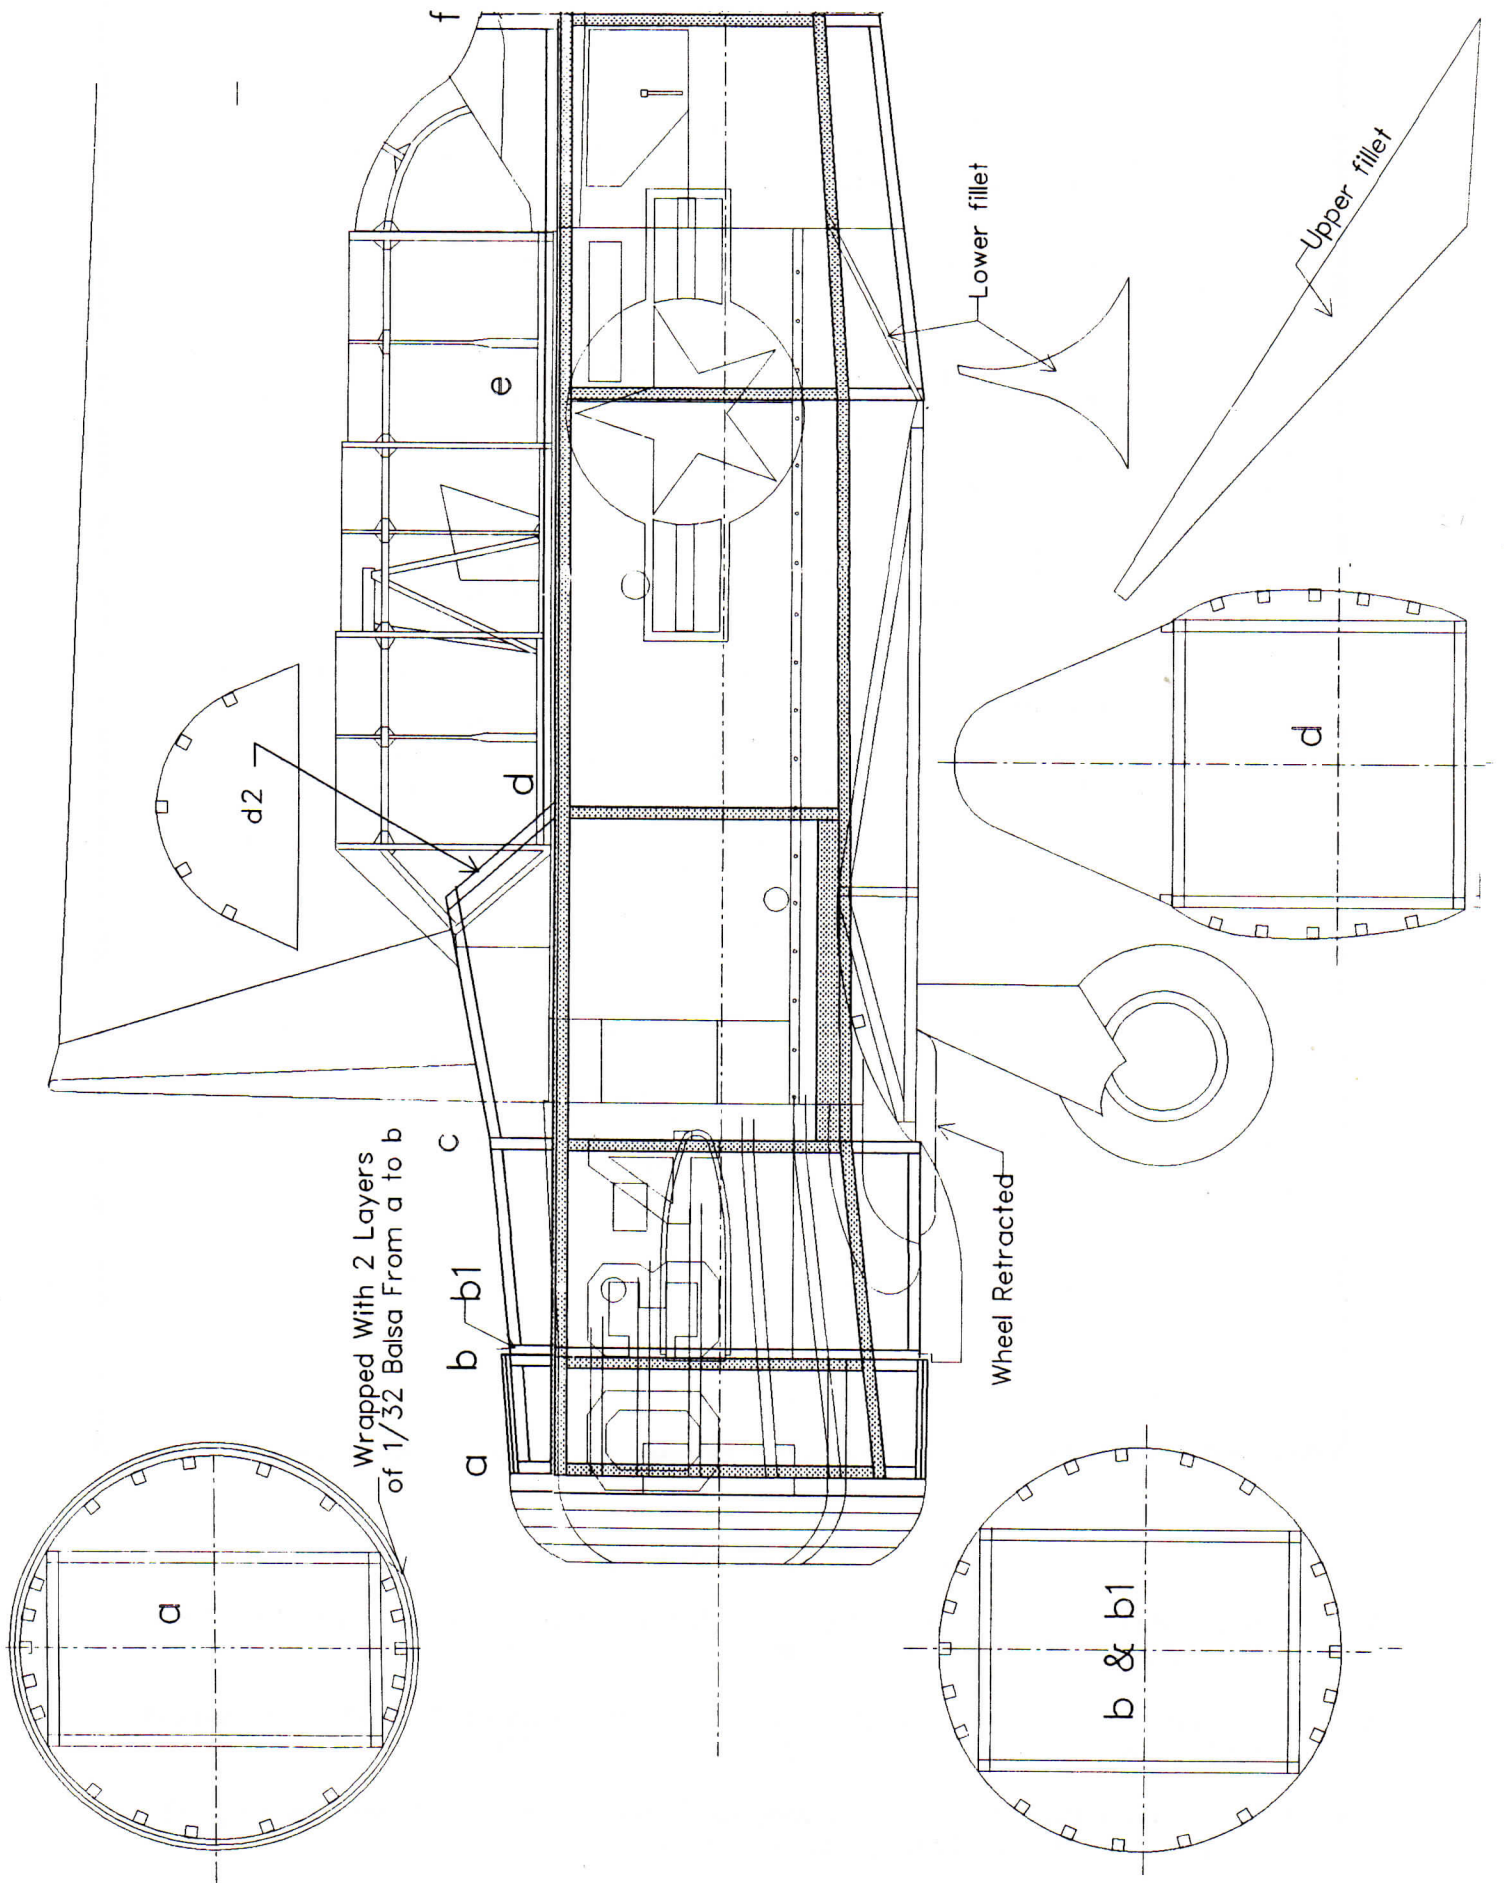 f
e
d2
d
c
b1
b
a
Wrapped With 2 Layers
of 1/32 Balsa From a to b
a
Lower fillet
Upper fillet
d
Wheel Retracted
b & b1